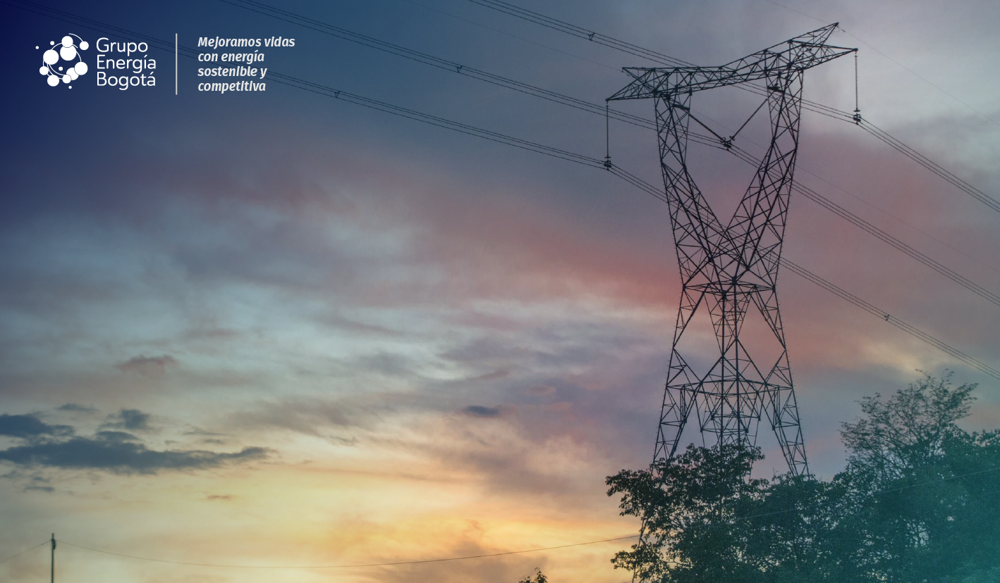 Grupo
Energía
Bogotá
Mejoramos vidas
con energía
sostenible y
competitiva